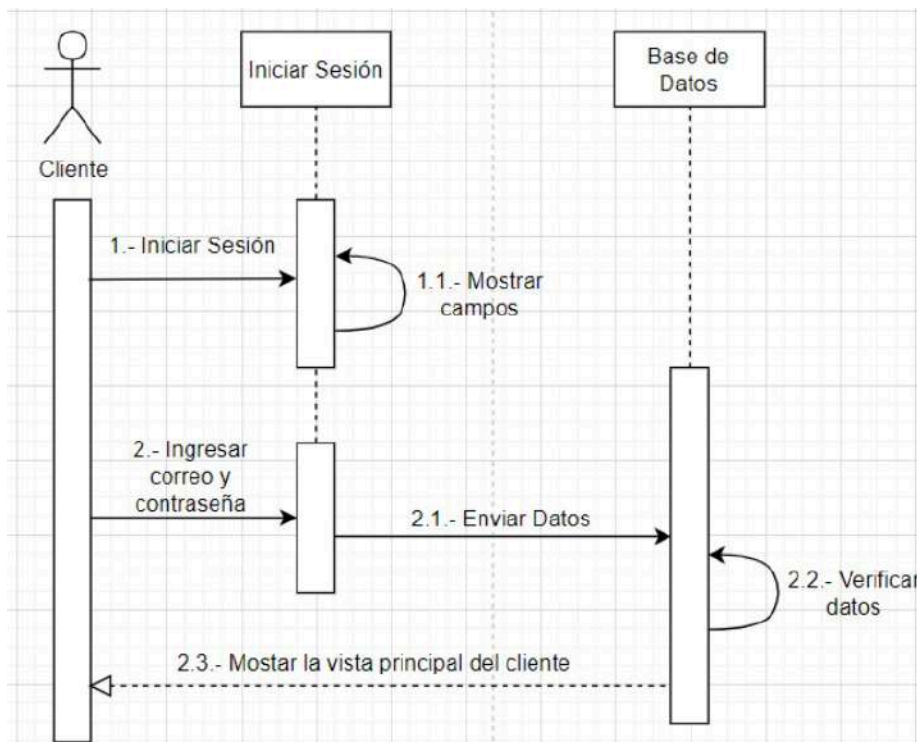 Iniciar Sesión
Base de
Datos
Cliente
1.- Iniciar Sesión
1.1.- Mostrar
campos
2.- Ingresar
correo y
contraseña
2.1.- Enviar Datos
2.2.- Verificar
datos
2.3.- Mostar la vista principal del cliente